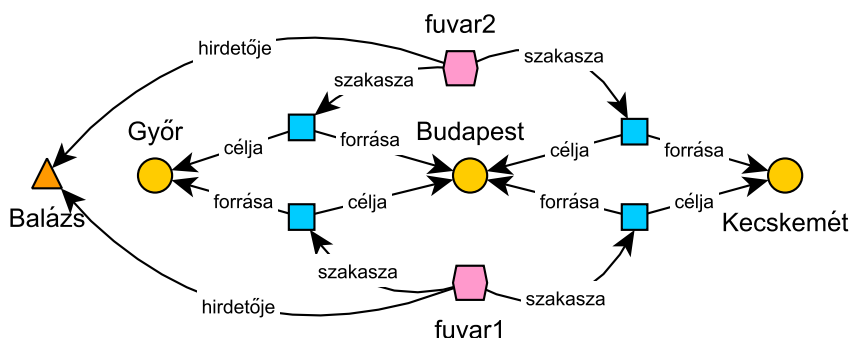 fuvar2
hirdetője
szakasza
szakasza
Győr
Budapest
célja
forrása
célja
forrása
Balázs
Kecskemét
forrása
célja
forrása
célja
szakasza
szakasza
hirdetője
fuvar1